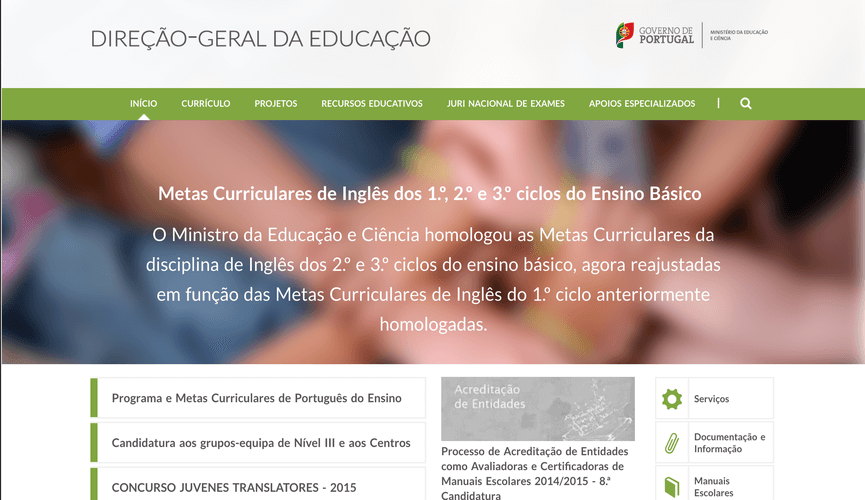 DIREÇÃO-GERAL DA EDUCAÇÃO
GOVERNO DE
PORTUGAL
MINISTÉRIO DA EDUCAÇÃO
E CIÊNCIA
INÍCIO CURRÍCULO PROJETOS RECURSOS EDUCATIVOS JURI NACIONAL DE EXAMES APOIOS ESPECIALIZADOS
Metas Curriculares de Inglês dos 1.º, 2.º e 3.º ciclos do Ensino Básico
O Ministro da Educação e Ciência homologou as Metas Curriculares da
disciplina de Inglês dos 2.º e 3.º ciclos do ensino básico, agora reajustadas
em função das Metas Curriculares de Inglês do 1.º ciclo anteriormente
homologadas.
Programa e Metas Curriculares de Português do Ensino
Candidatura aos grupos-equipa de Nível III e aos Centros
CONCURSO JUVENES TRANSLATORES - 2015
Acreditação
de Entidades
Processo de Acreditação de Entidades
como Avaliadoras e Certificadoras de
Manuais Escolares 2014/2015 - 8.ª
Candidatura
Serviços
Documentação e
Informação
Manuais
Escolares